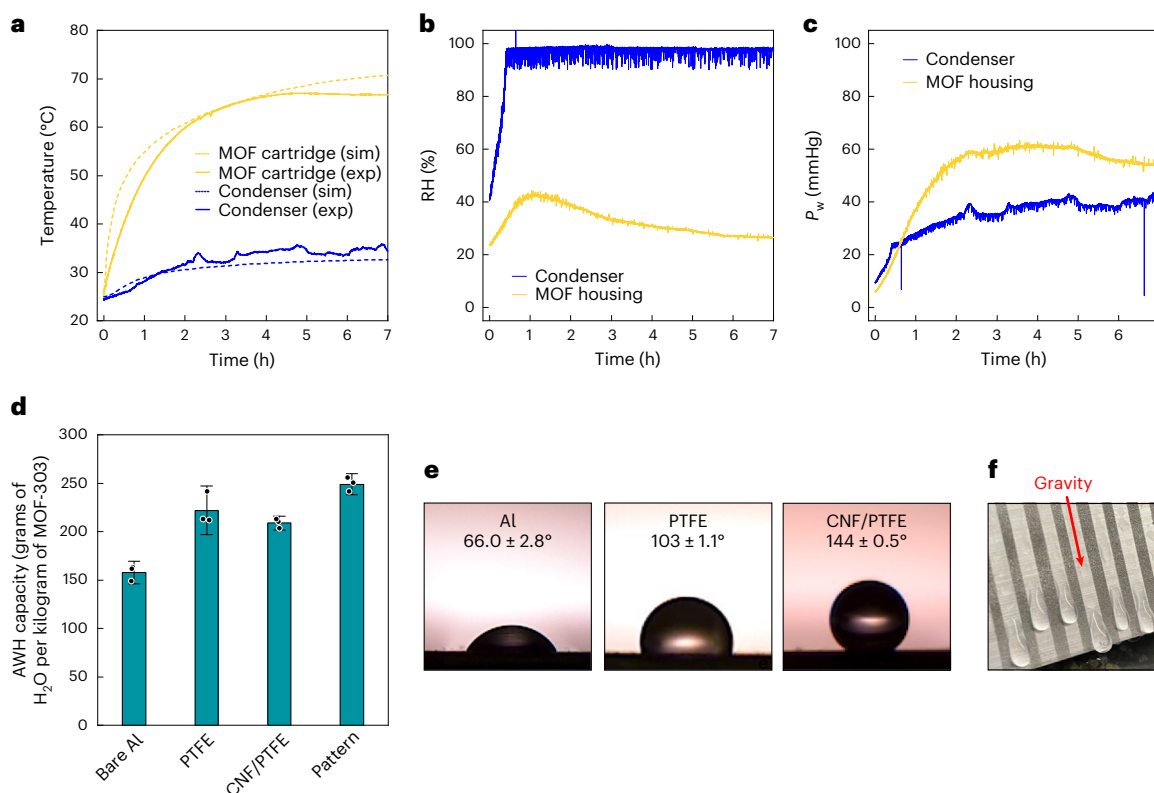 a
Temperature (°C)
80
70
60
50
40
30
20
MOF cartridge (sim)
MOF cartridge (exp)
Condenser (sim)
Condenser (exp)
0 1 2 3 4 5 6 7
Time (h)
b
RH (%)
100
80
60
40
20
0
Condenser
MOF housing
0 1 2 3 4 5 6 7
Time (h)
c
Pw (mmHg)
100
80
60
40
20
0
Condenser
MOF housing
0 1 2 3 4 5 6 7
Time (h)
d
AWH capacity (grams of
H2O per kilogram of MOF-303)
300
250
200
150
100
50
0
Bare Al
PTFE
CNF/PTFE
Pattern
e
Al
66.0 ± 2.8°
PTFE
103 ± 1.1°
CNF/PTFE
144 ± 0.5°
f
Gravity